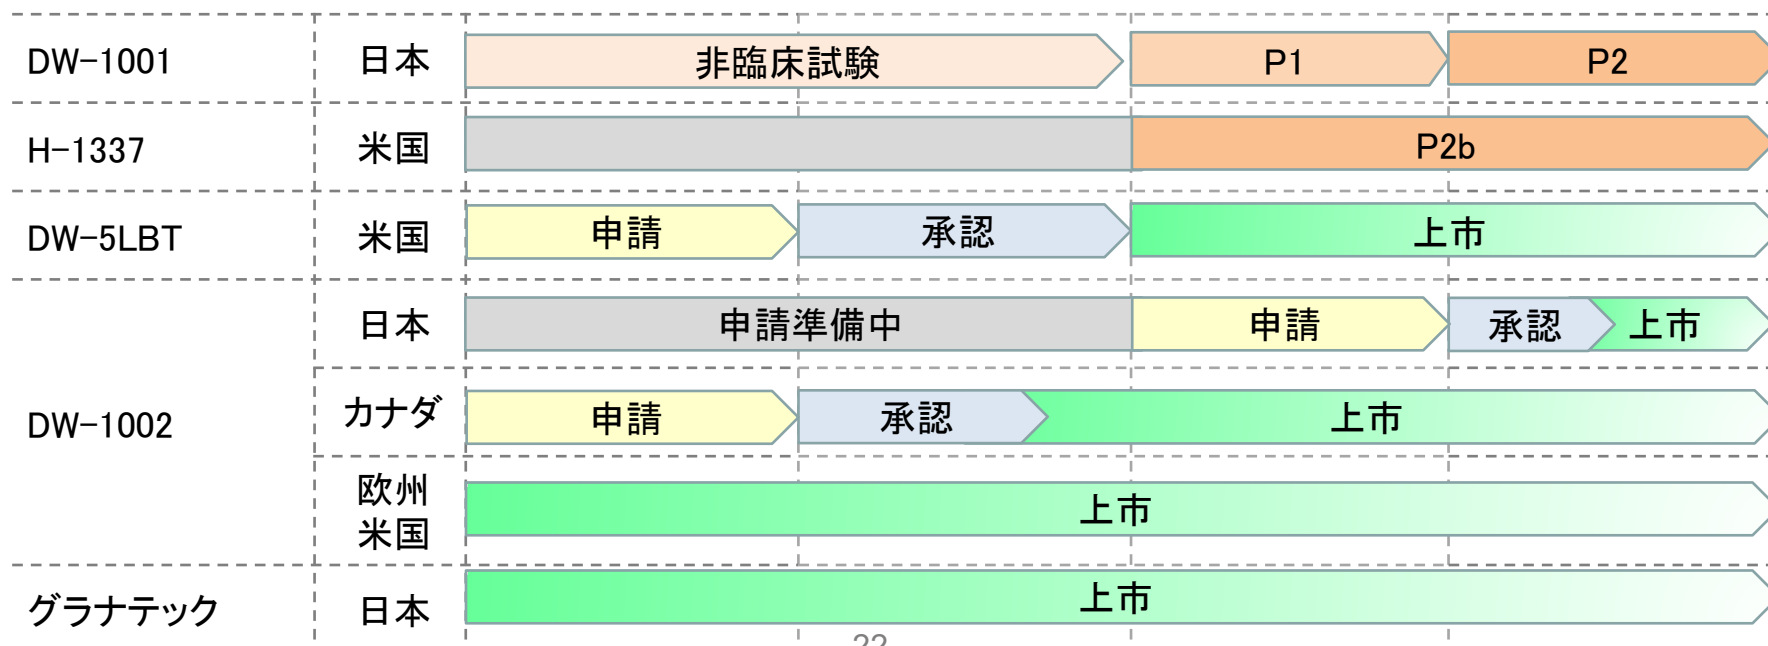 DW-1001 日本 非臨床試験 P1 P2
H-1337 米国 P2b
DW-5LBT 米国 申請 承認 上市
日本 申請準備中 申請 承認 上市
DW-1002 カナダ 申請 承認 上市
欧州
米国 上市
グラナテック 日本 上市
22